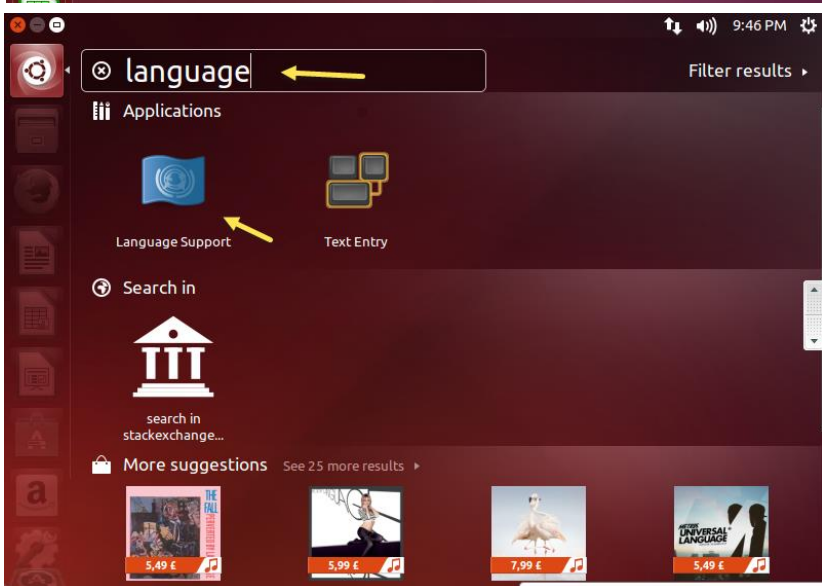 9:46 PM
language
Filter results
Applications
Language Support
Text Entry
Search in
search in
stackexchange...
More suggestions See 25 more results
THE
FALL
5,49 £
5,99 £
7,99 £
METRIK
UNIVERSAL
LANGUAGE
5,49 £